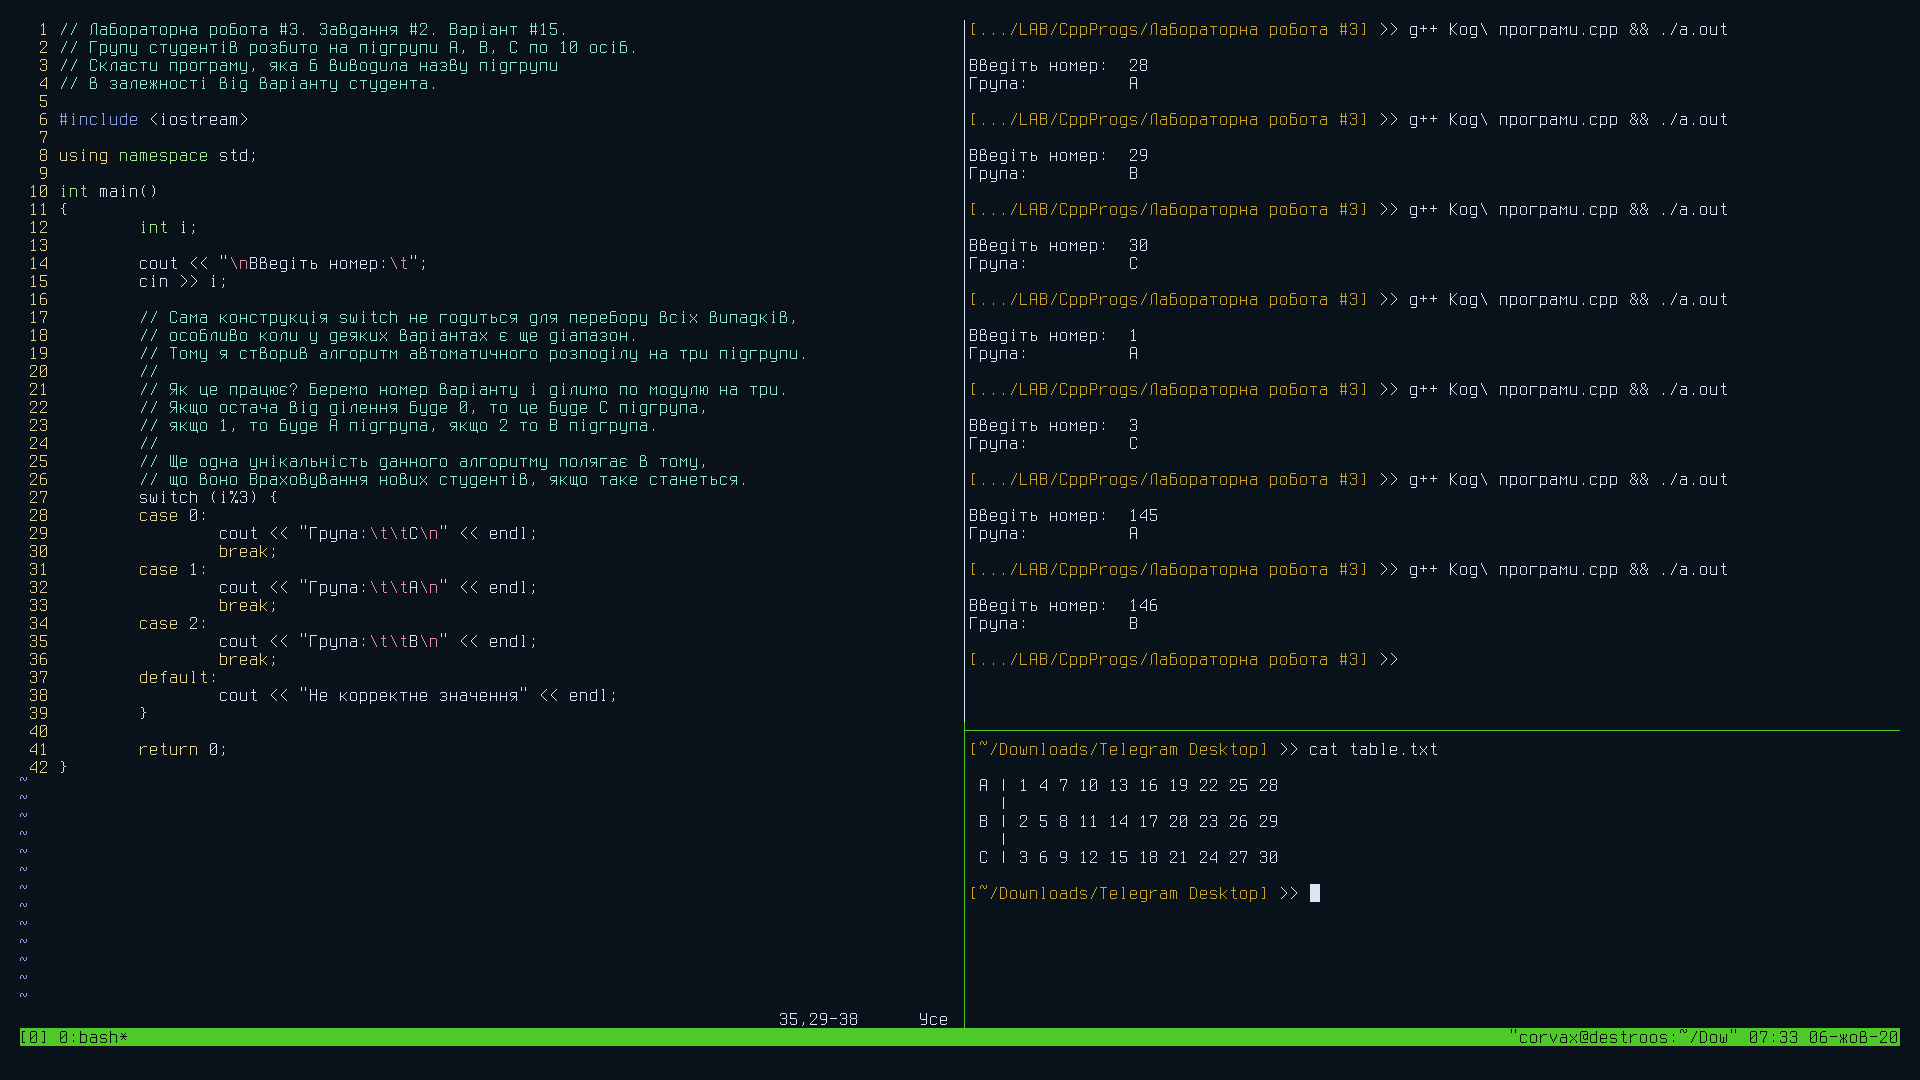 1 // Лабораторна робота #3. Завдання #2. Варіант #15.
2 // Групу студентів розбито на підгрупи A, B, C по 10 осіб.
3 // Скласти програму, яка б виводила назву підгрупи
4 // в залежності від варіанту студента.
5
6 #include <iostream>
7
8 using namespace std;
9
10 int main()
11 {
12 int i;
13
14 cout << "\nВведіть номер:\t";
15 cin >> i;
16
17 // Сама конструкція switch не годиться для перебору всіх випадків,
18 // особливо коли у деяких варіантах є ще діапазон.
19 // Тому я створив алгоритм автоматичного розподілу на три підгрупи.
20 //
21 // Як це працює? Беремо номер варіанту і ділимо по модулю на три.
22 // Якщо остача від ділення буде 0, то це буде C підгрупа,
23 // якщо 1, то буде A підгрупа, якщо 2 то B підгрупа.
24 //
25 // Ще одна унікальність данного алгоритму полягає в тому,
26 // що воно враховування нових студентів, якщо таке станеться.
27 switch (i%3) {
28 case 0:
29 cout << "Група:\t\tC\n" << endl;
30 break;
31 case 1:
32 cout << "Група:\t\tA\n" << endl;
33 break;
34 case 2:
35 cout << "Група:\t\tB\n" << endl;
36 break;
37 default:
38 cout << "Не корректне значення" << endl;
39 }
40
41 return 0;
42 }
~
~
~
~
~
~
~
~
~
~
~
~
~
35,29-38 Усе
[.../LAB/CppProgs/Лабораторна робота #3] >> g++ Код\ програми.cpp && ./a.out
Введіть номер: 28
Група: A
[.../LAB/CppProgs/Лабораторна робота #3] >> g++ Код\ програми.cpp && ./a.out
Введіть номер: 29
Група: B
[.../LAB/CppProgs/Лабораторна робота #3] >> g++ Код\ програми.cpp && ./a.out
Введіть номер: 30
Група: C
[.../LAB/CppProgs/Лабораторна робота #3] >> g++ Код\ програми.cpp && ./a.out
Введіть номер: 1
Група: A
[.../LAB/CppProgs/Лабораторна робота #3] >> g++ Код\ програми.cpp && ./a.out
Введіть номер: 3
Група: C
[.../LAB/CppProgs/Лабораторна робота #3] >> g++ Код\ програми.cpp && ./a.out
Введіть номер: 145
Група: A
[.../LAB/CppProgs/Лабораторна робота #3] >> g++ Код\ програми.cpp && ./a.out
Введіть номер: 146
Група: B
[.../LAB/CppProgs/Лабораторна робота #3] >>
[~/Downloads/Telegram Desktop] >> cat table.txt
A | 1 4 7 10 13 16 19 22 25 28
|
B | 2 5 8 11 14 17 20 23 26 29
|
C | 3 6 9 12 15 18 21 24 27 30
[~/Downloads/Telegram Desktop] >>
[0] 0:bash* "corvax@destroos:~/Dow" 07:33 06-жов-20